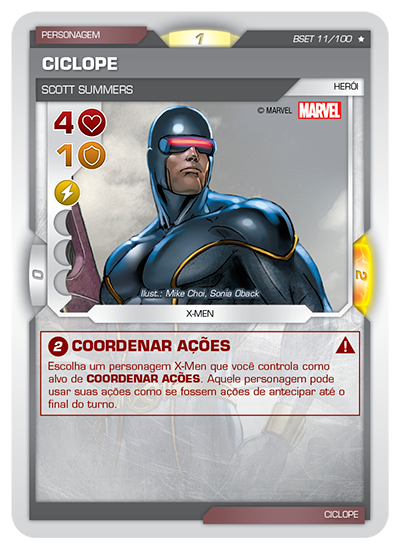 PERSONAGEM
1
BSET 11/100 ★
CICLOPE
SCOTT SUMMERS
HERÓI
© MARVEL MARVEL
4
1
0
2
Ilust.: Mike Choi, Sonia Oback
X-MEN
2 COORDENAR AÇÕES
Escolha um personagem X-Men que você controla como
alvo de COORDENAR AÇÕES. Aquele personagem pode
usar suas ações como se fossem ações de antecipar até o
final do turno.
CICLOPE